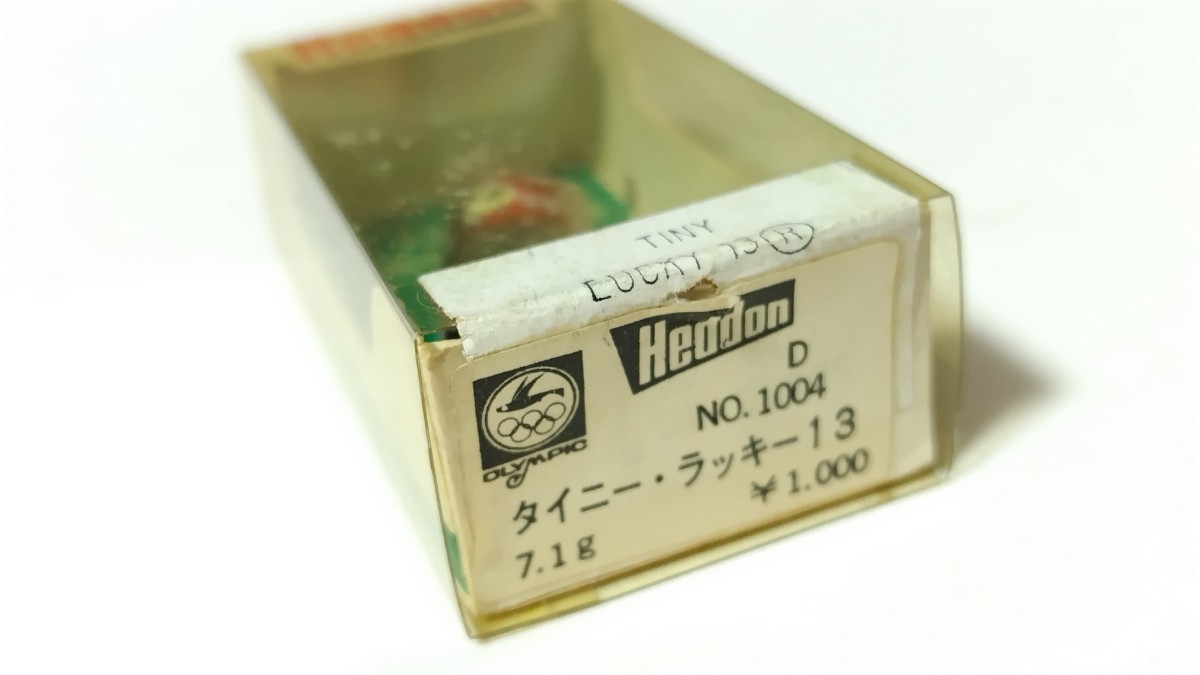 Heddon
TINY
LUCKY 13 ®
Heddon
D
NO. 1004
OLYMPIC
タイニー・ラッキー13
¥1.000
7.1g